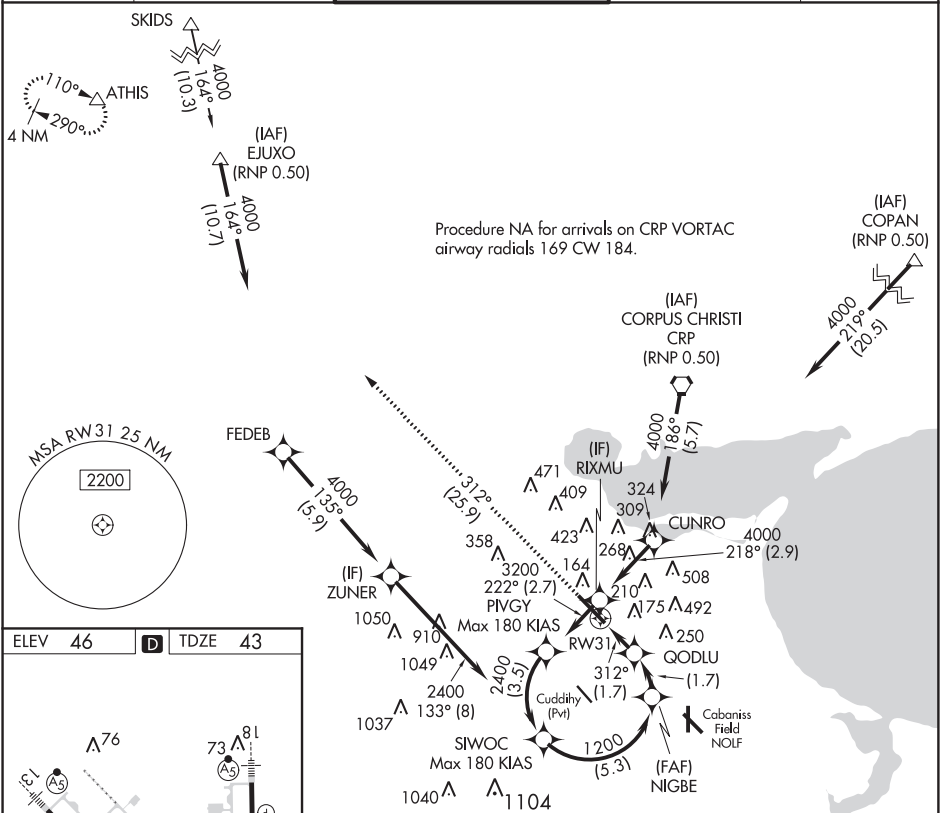 SKIDS
4000
164°
(10.3)
110°
ATHIS
290°
4 NM
(IAF)
EJUXO
(RNP 0.50)
4000
164°
(10.7)
Procedure NA for arrivals on CRP VORTAC
airway radials 169 CW 184.
(IAF)
COPAN
(RNP 0.50)
4000
219°
(20.5)
(IAF)
CORPUS CHRISTI
CRP
(RNP 0.50)
4000
186°
(5.7)
MSA RW31 25 NM
2200
FEDEB
4000
135°
(5.9)
312°
(25.9)
(IF)
RIXMU
471
409
324
309
CUNRO
423
268
4000
218° (2.9)
358
3200
164
508
222° (2.7)
210
(IF)
ZUNER
PIVGY
Max 180 KIAS
175
492
1050
910
RW31
250
1049
QODLU
312°
(1.7)
(1.7)
2400
(3.5)
2400
133° (8)
Cuddihy
(Pvt)
1037
Cabaniss
Field
NOLF
SIWOC
Max 180 KIAS
1200
(5.3)
(FAF)
NIGBE
1040
1104
ELEV 46
D
TDZE 43
76
73
18
A5
A5
13